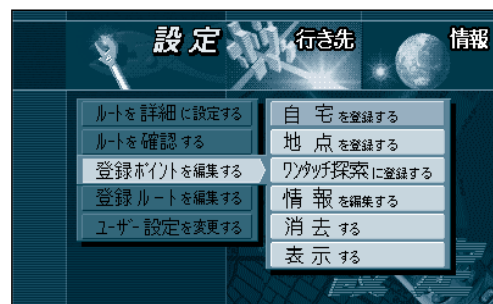 設定
行き先
情報
ルートを詳細に設定する
ルートを確認する
登録ポイントを編集する
登録ルートを編集する
ユーザー設定を変更する
自宅を登録する
地点を登録する
ワンタッチ探索に登録する
情報を編集する
消去する
表示する